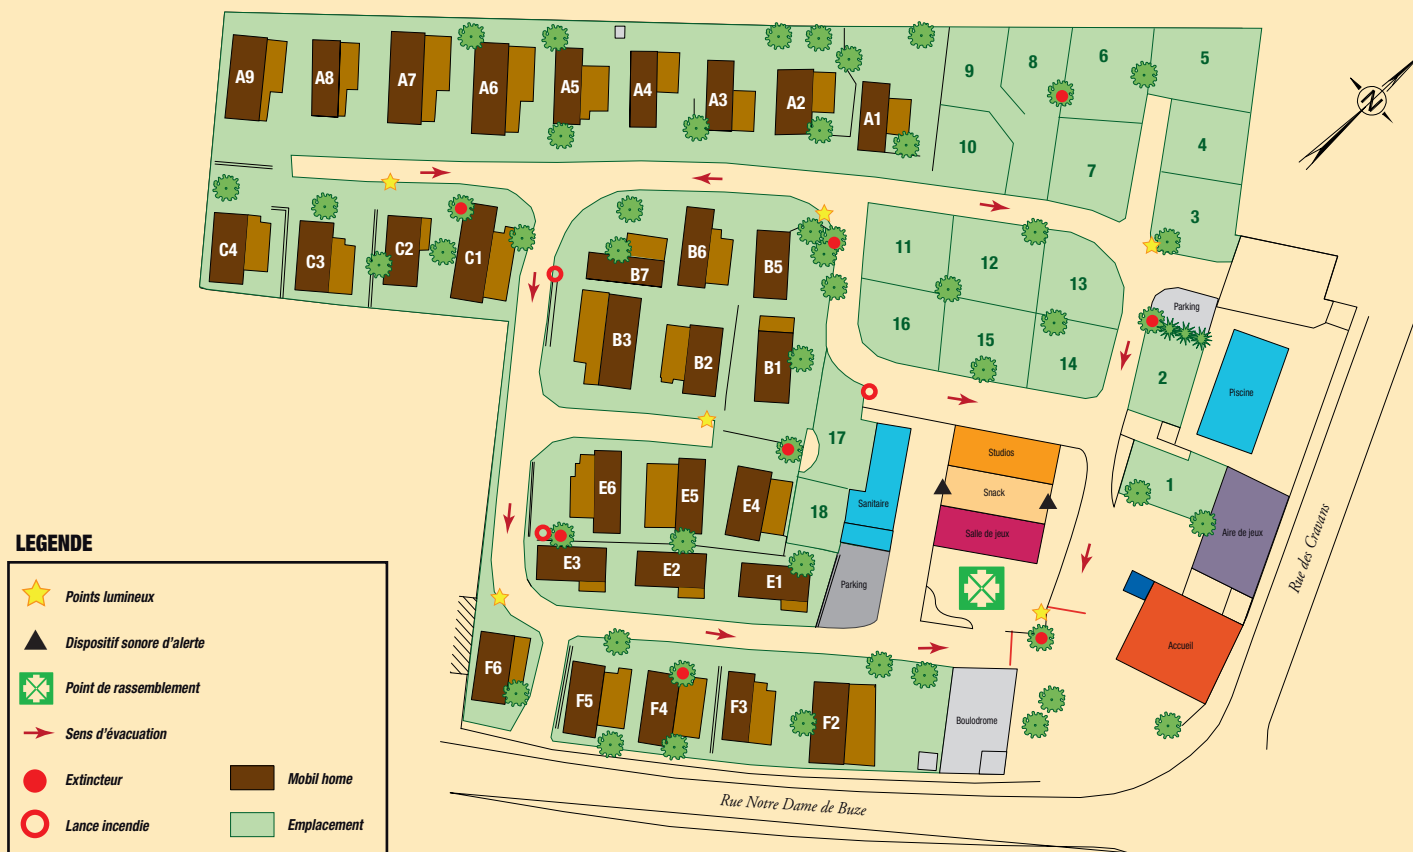 A9
A8
A7
A6
A5
A4
A3
A2
A1
9
8
6
5
10
7
4
3
N
C4
C3
C2
C1
B7
B6
B5
B3
B2
B1
11
12
13
16
15
14
Parking
2
Piscine
17
18
1
Sanitaire
Parking
Studios
Snack
Salle de jeux
Aire de jeux
Rue des Cravans
E6
E5
E4
E3
E2
E1
Accueil
F6
F5
F4
F3
F2
Boulodrome
Rue Notre Dame de Buze
LEGENDE
Points lumineux
Dispositif sonore d'alerte
Point de rassemblement
Sens d'évacuation
Extincteur
Mobil home
Lance incendie
Emplacement